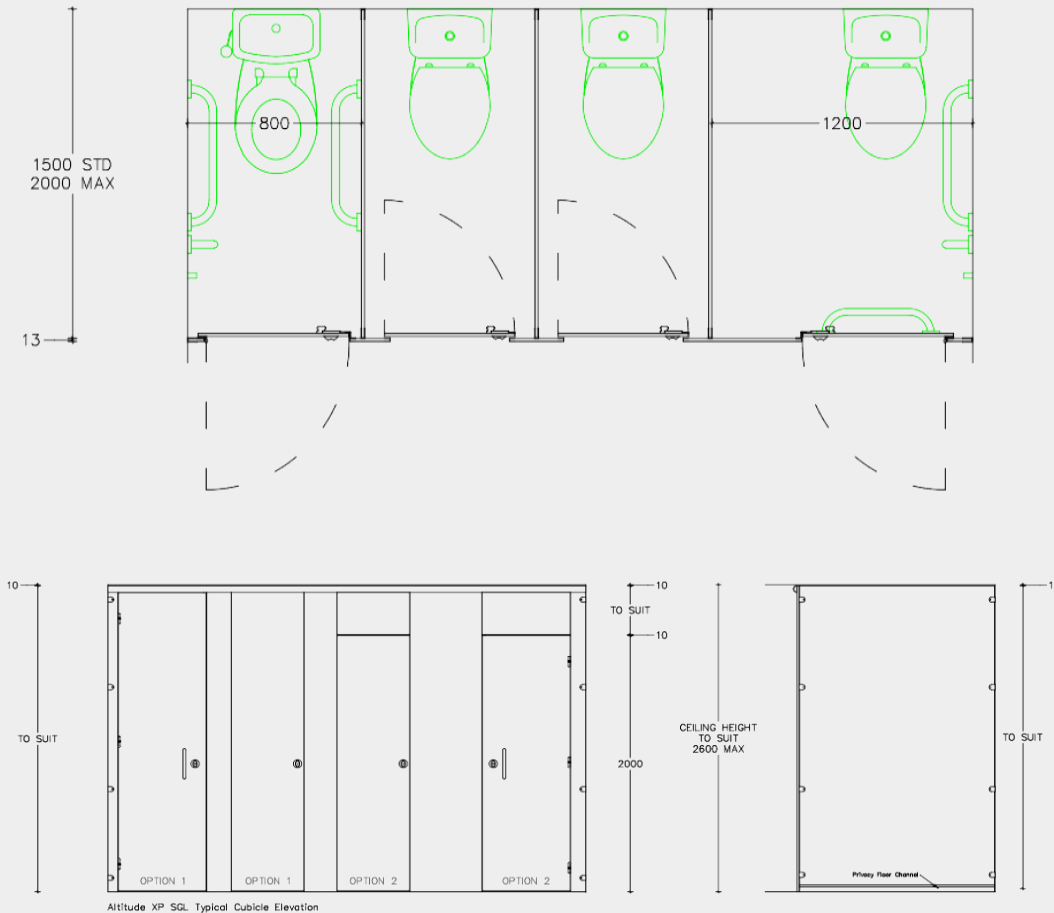 800
1200
1500 STD
2000 MAX
13
10
10
TO SUIT
10
TO SUIT
CEILING HEIGHT
TO SUIT
2600 MAX
TO SUIT
2000
OPTION 1
OPTION 1
OPTION 2
OPTION 2
Privacy Floor Channel
Altitude XP SGL Typical Cubicle Elevation